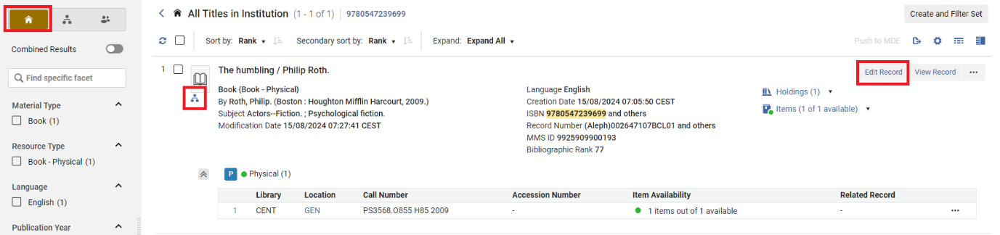 All Titles in Institution (1 - 1 of 1) 9780547239699
Create and Filter Set
Combined Results
Sort by: Rank Secondary sort by: Rank Expand: Expand All
Push to MDE
Find specific facet
Material Type
Book (1)
Resource Type
Book - Physical (1)
Language
English (1)
Publication Year
1
The humbling / Philip Roth.
Edit Record View Record
Book {Book - Physical}
By Roth, Philip. (Boston : Houghton Mifflin Harcourt, 2009.)
Subject Actors--Fiction. ; Psychological fiction.
Modification Date 15/08/2024 07:27:41 CEST
Language English
Creation Date 15/08/2024 07:05:50 CEST
ISBN 9780547239699 and others
Record Number (Aleph)002647107BCL01 and others
MMS ID 9925909900193
Bibliographic Rank 77
Holdings (1)
Items (1 of 1 available)
P Physical (1)
Library Location Call Number Accession Number Item Availability Related Record
1 CENT GEN PS3568.O855 H85 2009 - 1 items out of 1 available -